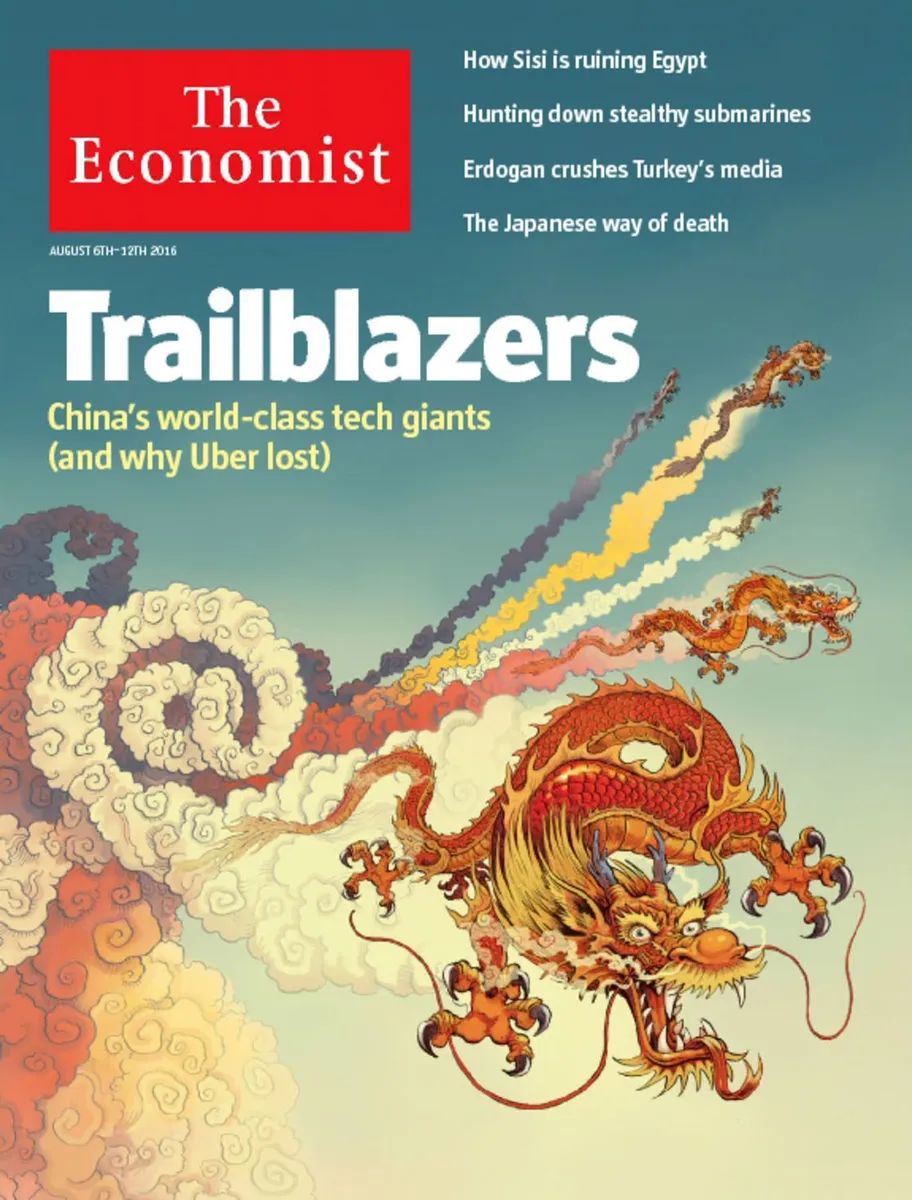 The
Economist
AUGUST 6TH–12TH 2016
How Sisi is ruining Egypt
Hunting down stealthy submarines
Erdogan crushes Turkey's media
The Japanese way of death
Trailblazers
China's world-class tech giants
(and why Uber lost)